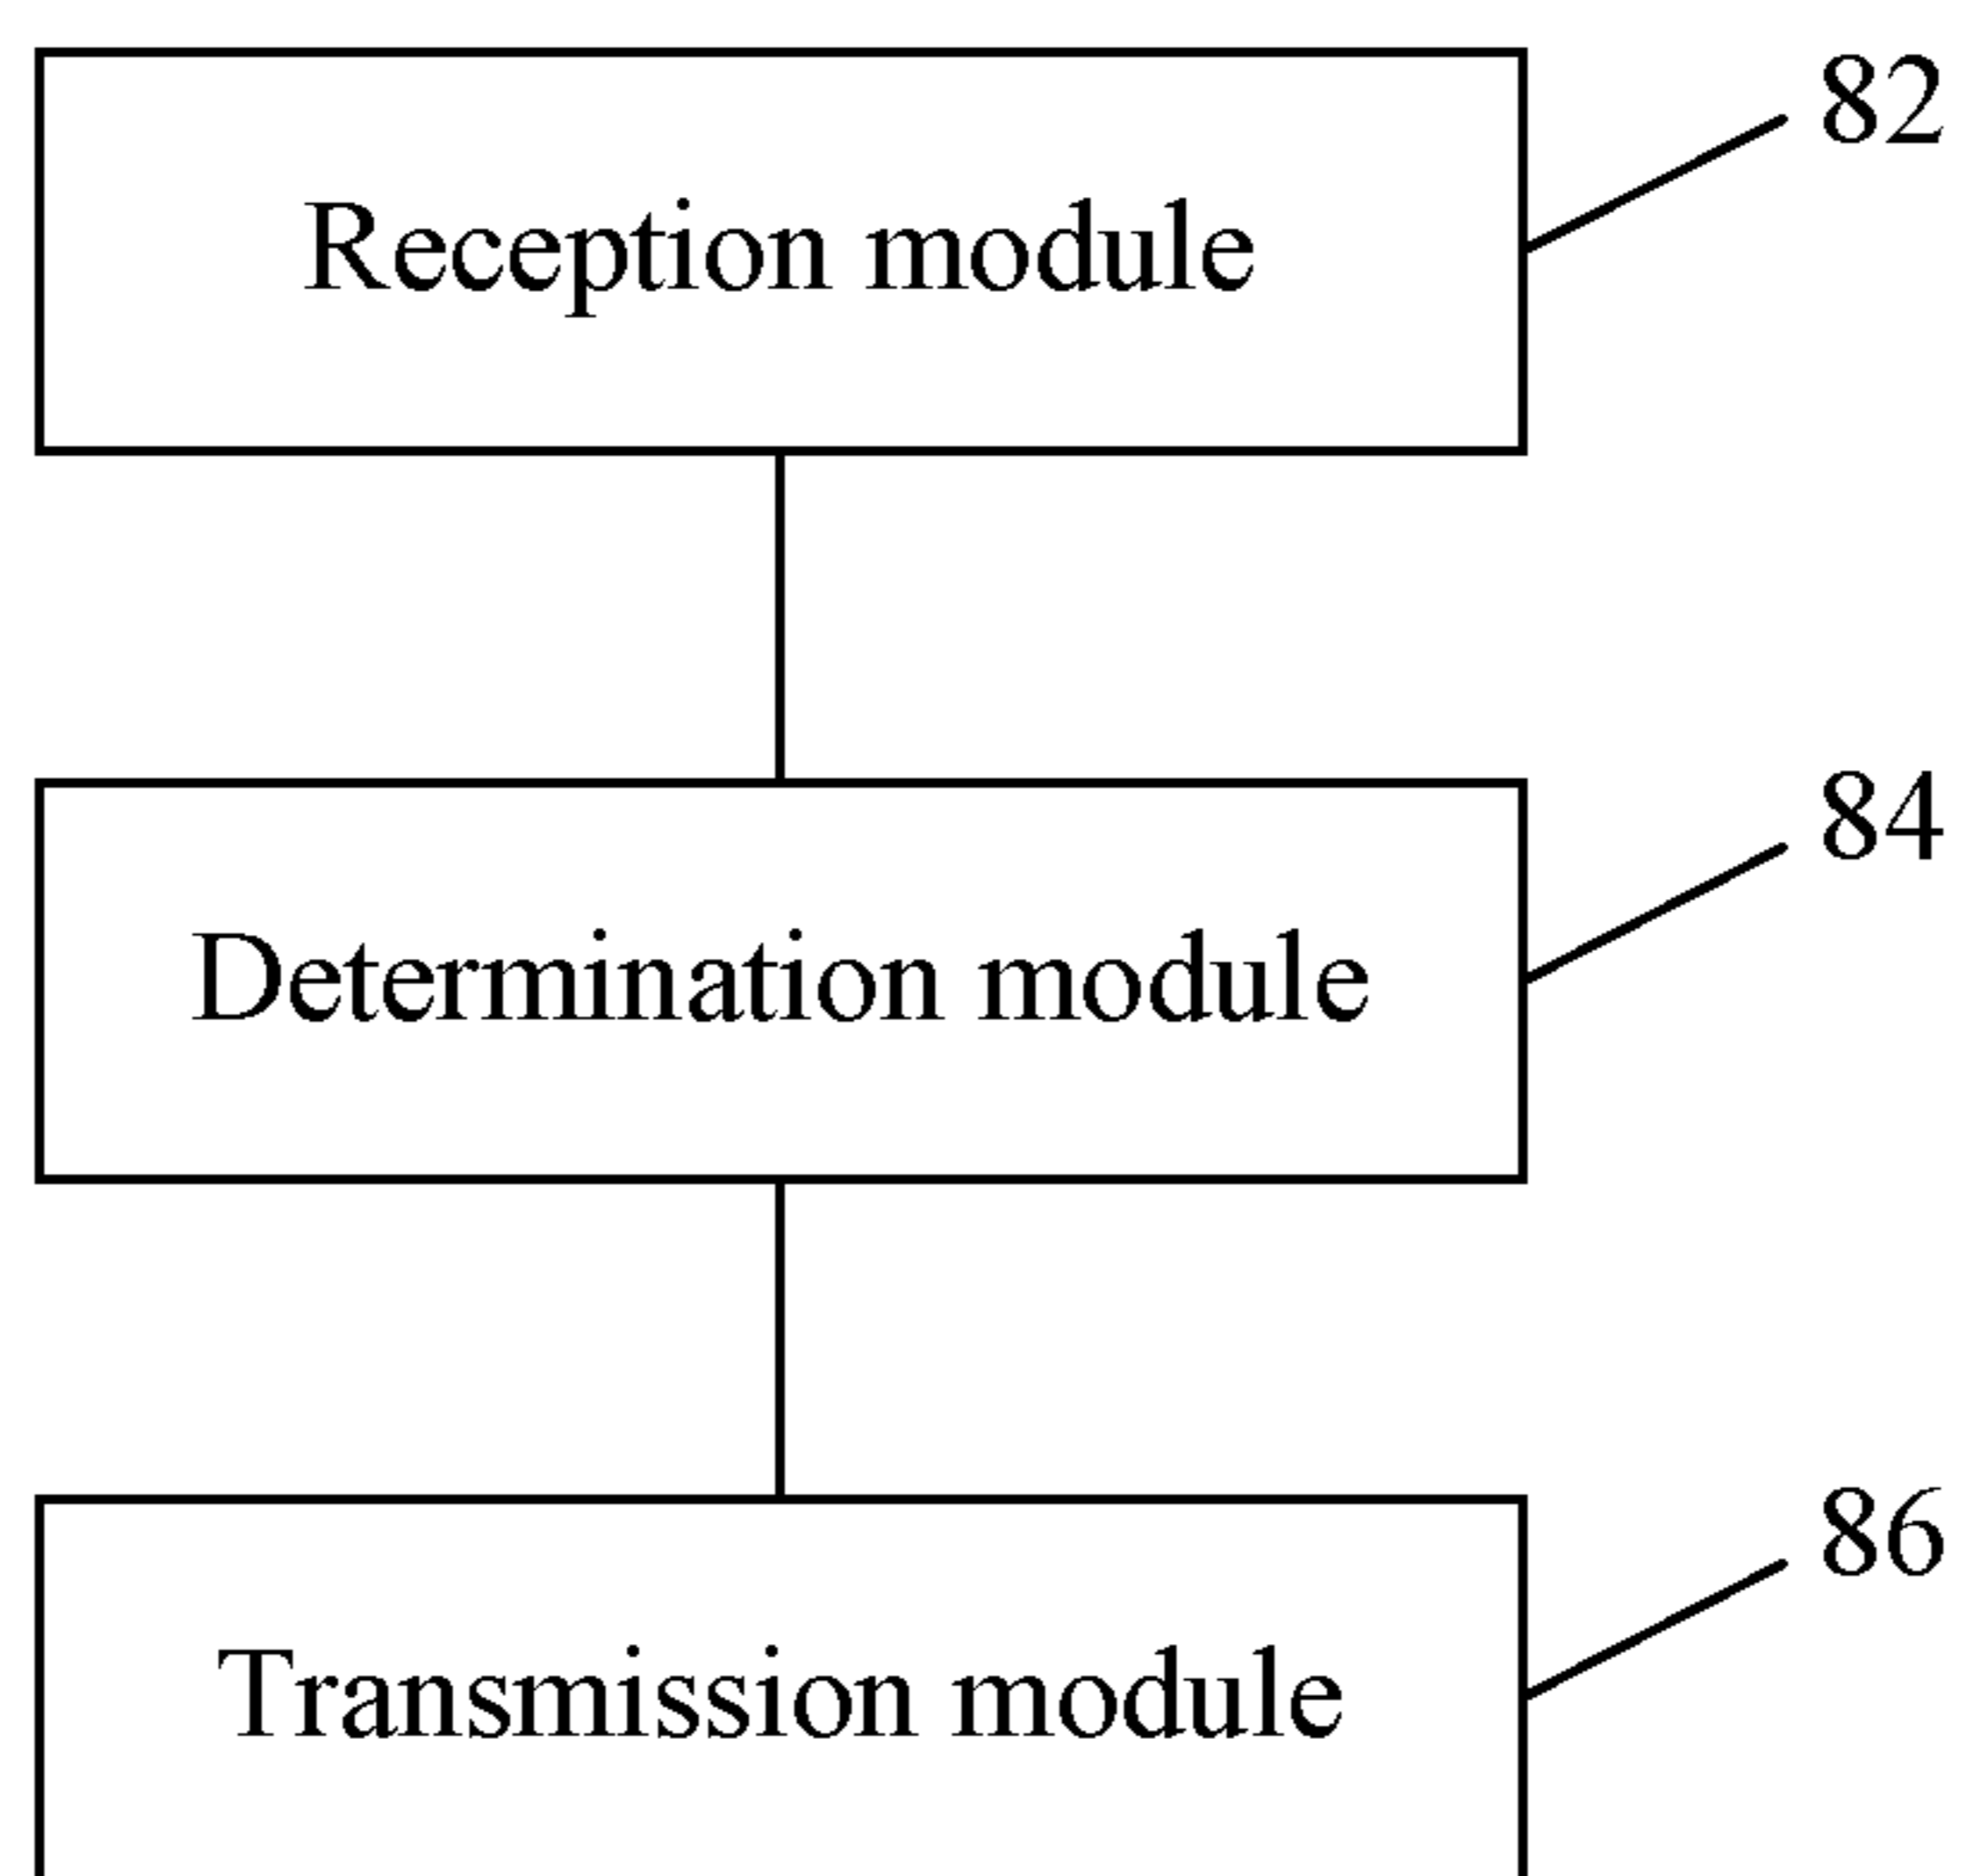 82
Reception module
84
Determination module
86
Transmission module